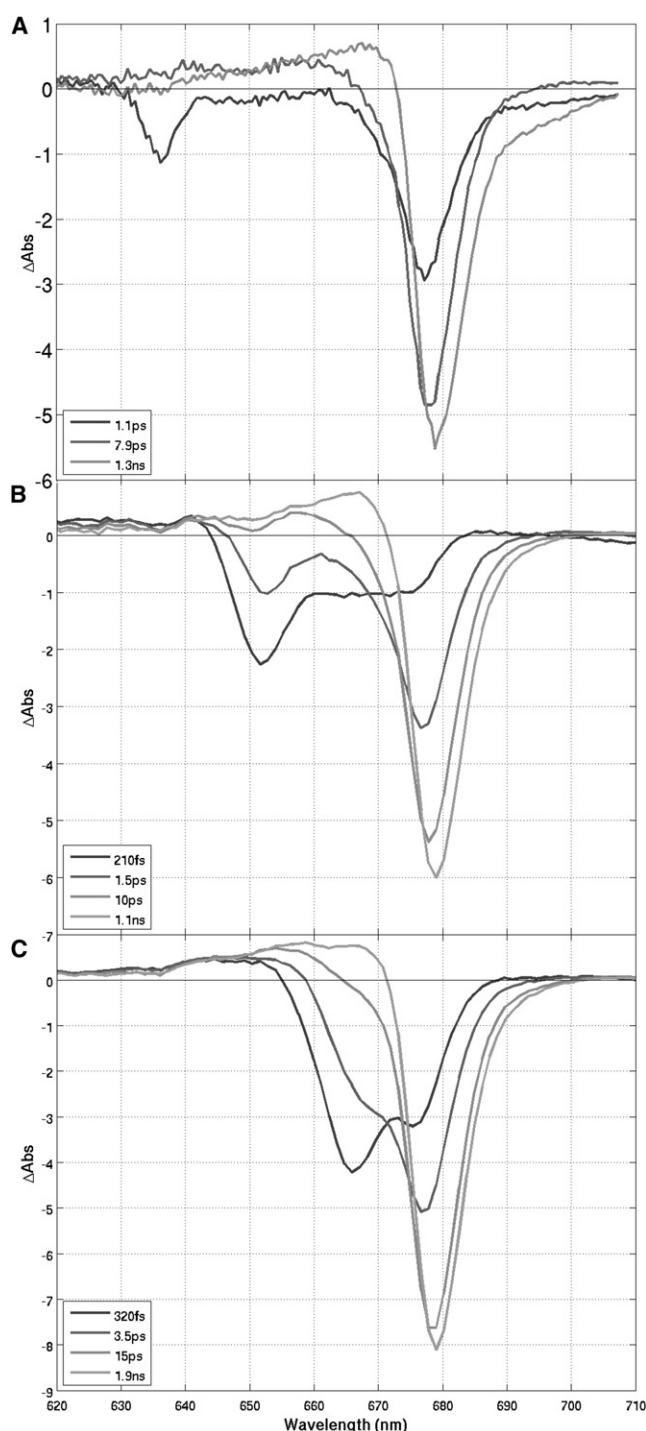 A
1
0
-1
-2
-3
-4
-5
-6
ΔAbs
1.1ps
7.9ps
1.3ns
B
0
-1
-2
-3
-4
-5
-6
-7
ΔAbs
210fs
1.5ps
10ps
1.1ns
C
0
-1
-2
-3
-4
-5
-6
-7
-8
-9
ΔAbs
320fs
3.5ps
15ps
1.9ns
620 630 640 650 660 670 680 690 700 710
Wavelength (nm)